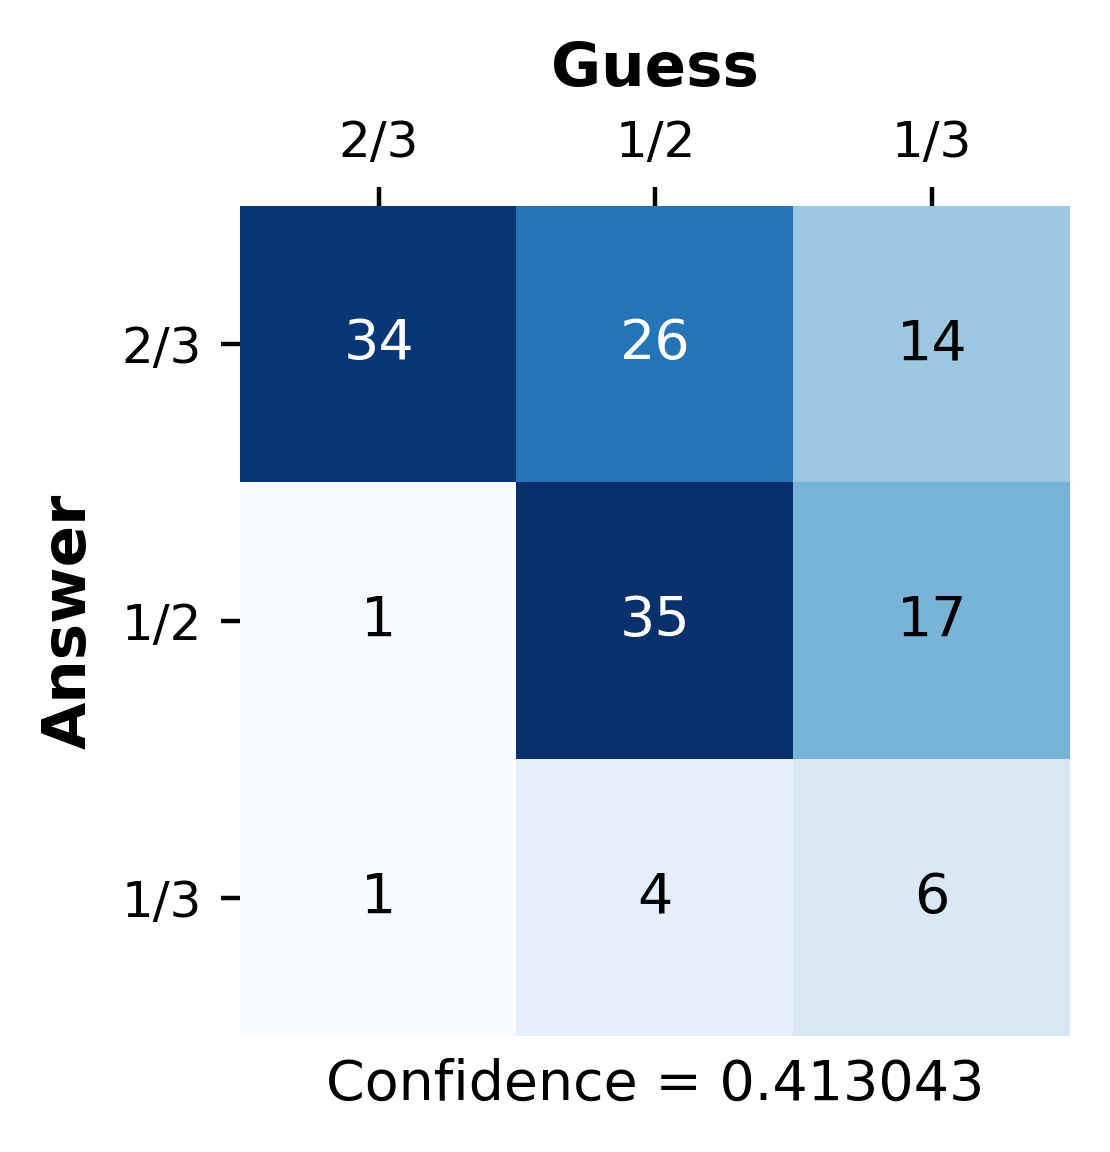 Guess
2/3 1/2 1/3
2/3 34 26 14
Answer
1/2 1 35 17
1/3 1 4 6
Confidence = 0.413043